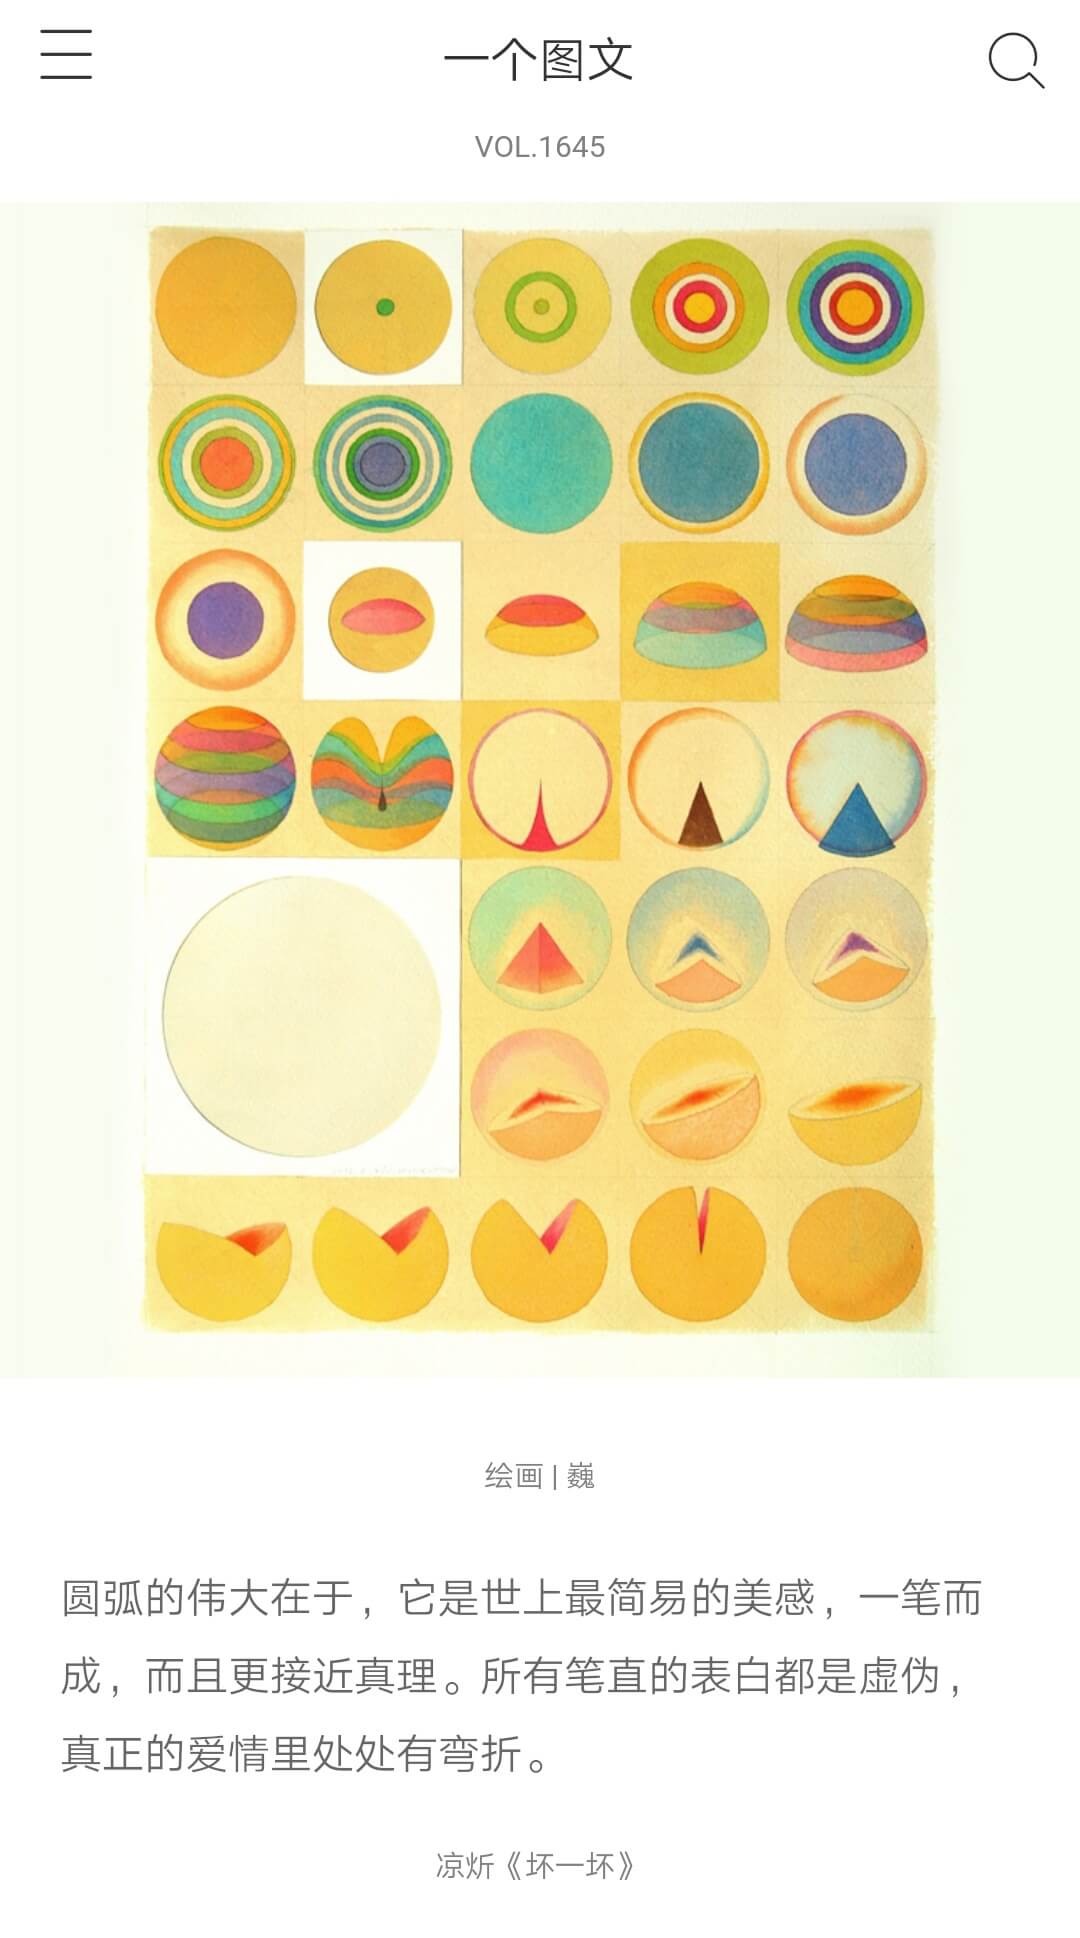 一个图文
VOL.1645
绘画 | 巍
圆弧的伟大在于，它是世上最简易的美感，一笔而
成，而且更接近真理。所有笔直的表白都是虚伪，
真正的爱情里处处有弯折。
凉炘《坏一坏》